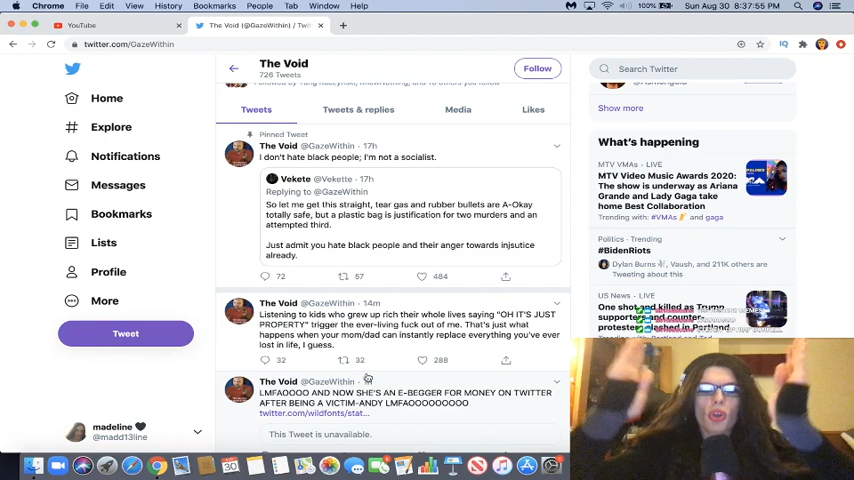 Chrome File Edit View History Bookmarks People Tab Window Help 100% Sun Aug 30 8:37:55 PM
YouTube
The Void (@GazeWithin) / Twitt
twitter.com/GazeWithin
The Void
726 Tweets
Follow
Search Twitter
Home
Explore
Notifications
Messages
Bookmarks
Lists
Profile
More
Tweet
madeline
@madd13line
Tweets Tweets & replies Media Likes
Pinned Tweet
The Void @GazeWithin · 17h
I don't hate black people; I'm not a socialist.
Vekete @Vekette · 17h
Replying to @GazeWithin
So let me get this straight, tear gas and rubber bullets are A-Okay
totally safe, but a plastic bag is justification for two murders and an
attempted third.
Just admit you hate black people and their anger towards injsutice
already.
72 57 484
The Void @GazeWithin · 14m
Listening to kids who grew up rich their whole lives saying "OH IT'S JUST
PROPERTY" trigger the ever-living fuck out of me. That's just what
happens when your mom/dad can instantly replace everything you've ever
lost in life, I guess.
32 32 288
The Void @GazeWithin ·
LMFAOOOO AND NOW SHE'S AN E-BEGGER FOR MONEY ON TWITTER
AFTER BEING A VICTIM-ANDY LMFAOOOOOOOOO
twitter.com/wildfonts/stat...
This Tweet is unavailable.
Show more
What's happening
MTV VMAs · LIVE
MTV Video Music Awards 2020:
The show is underway as Ariana
Grande and Lady Gaga take
home Best Collaboration
Trending with: #VMAs and gaga
Politics · Trending
#BidenRiots
Dylan Burns, Vaush, and 211K others are
Tweeting about this
US News · LIVE
One shot and killed as Trump
supporters and counter-
protesters clashed in Portland